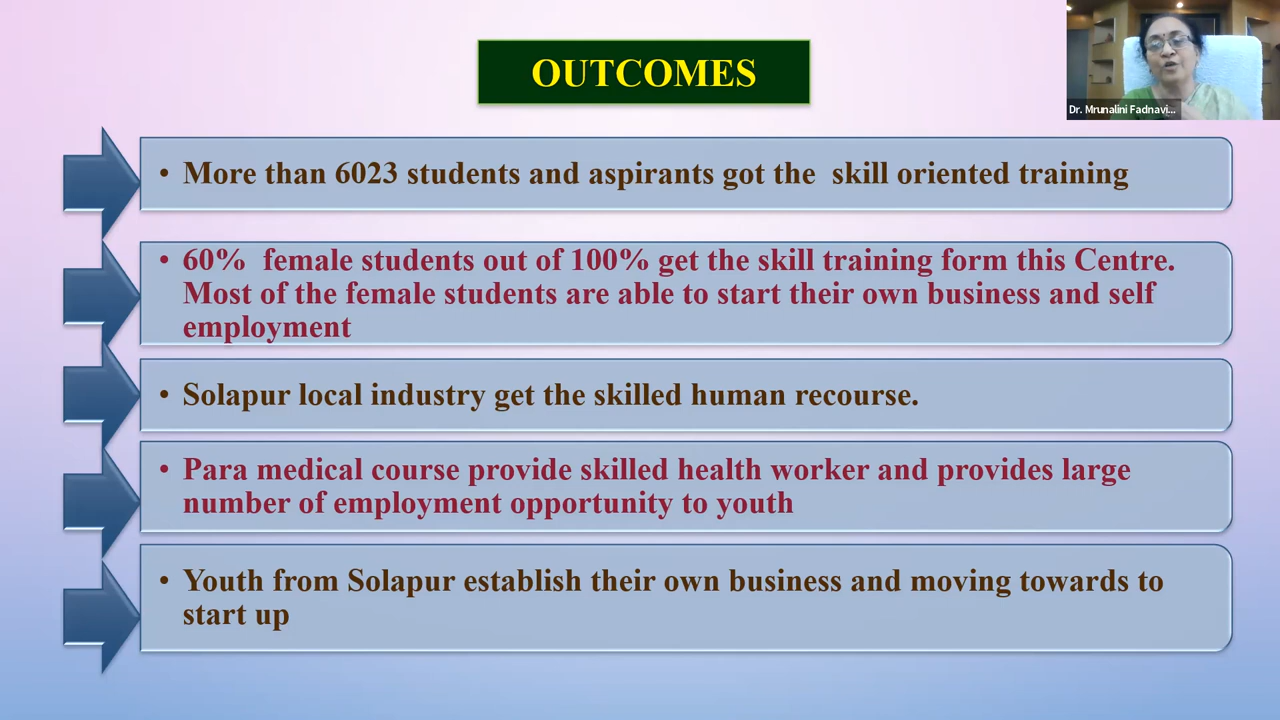 OUTCOMES
Dr. Mrunalini Fadnavi...
• More than 6023 students and aspirants got the  skill oriented training
• 60%  female students out of 100% get the skill training form this Centre.
Most of the female students are able to start their own business and self
employment
• Solapur local industry get the skilled human recourse.
• Para medical course provide skilled health worker and provides large
number of employment opportunity to youth
• Youth from Solapur establish their own business and moving towards to
start up